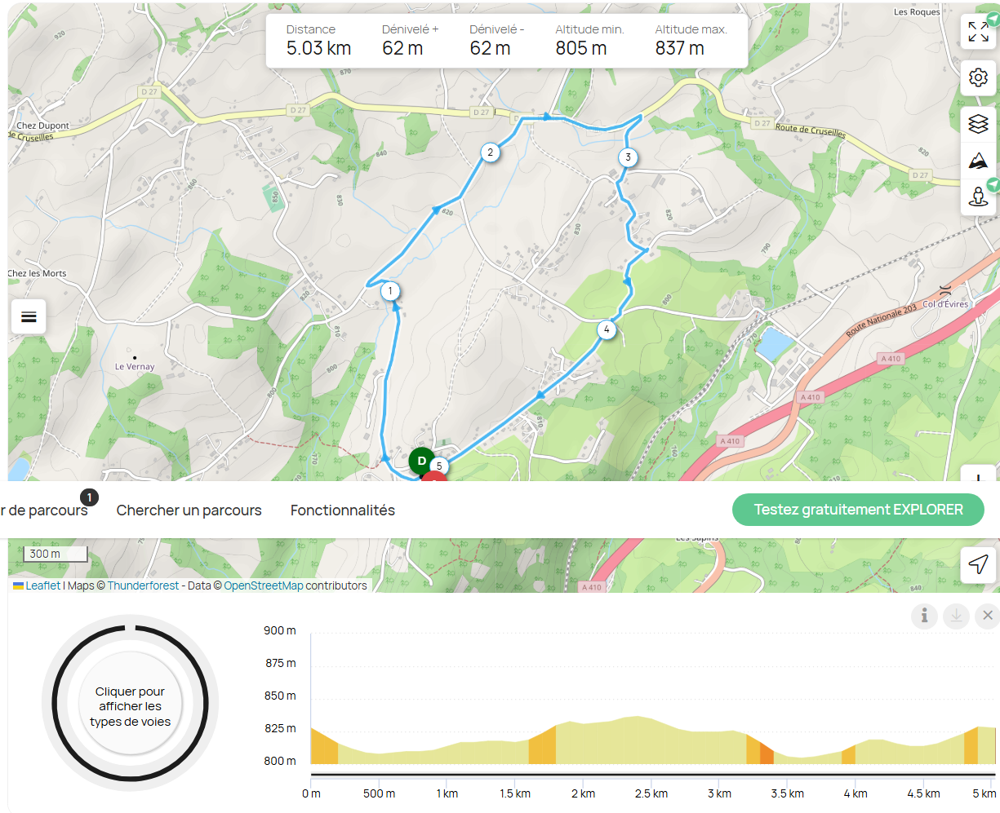 Les Roques
920
Distance
Dénivelé +
Dénivelé -
Altitude min.
Altitude max.
5.03 km
62 m
62 m
805 m
837 m
870
D 27
D 27
D 27
D 27
Route de Cruseilles
Chez Dupont
de Cruseilles
2
3
840
820
D 27
860
850
830
820
820
830
790
Chez les Morts
1
820
800
Col d'Évires
Route Nationale 203
4
810
770
A 410
Le Vernay
800
800
A 410
810
A 410
770
760
D
5
r de parcours
1
Chercher un parcours
Fonctionnalités
Testez gratuitement EXPLORER
Les Sapins
300 m
A 410
840
Leaflet | Maps © Thunderforest - Data © OpenStreetMap contributors
Cliquer pour
afficher les
types de voies
900 m
875 m
850 m
825 m
800 m
0 m
500 m
1 km
1.5 km
2 km
2.5 km
3 km
3.5 km
4 km
4.5 km
5 km